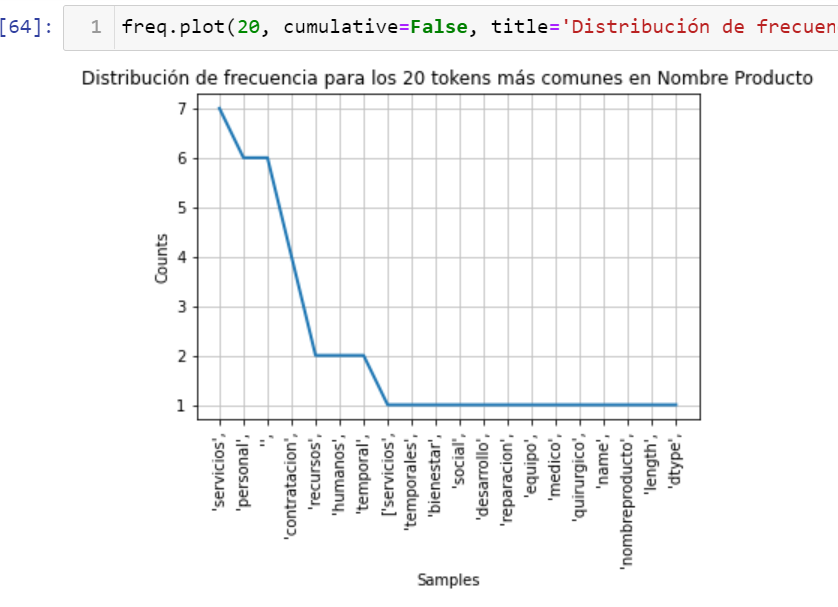 [64]: 1 freq.plot(20, cumulative=False, title='Distribución de frecuen
Distribución de frecuencia para los 20 tokens más comunes en Nombre Producto
7
6
5
4
3
2
1
Counts
'servicios',
'personal',
'',
'contratacion',
'recursos',
'humanos',
'temporal',
['servicios',
'temporales',
'bienestar',
'social',
'desarrollo',
'reparacion',
'equipo',
'medico',
'quirurgico',
'name',
'nombreproducto',
'length',
'dtype',
Samples